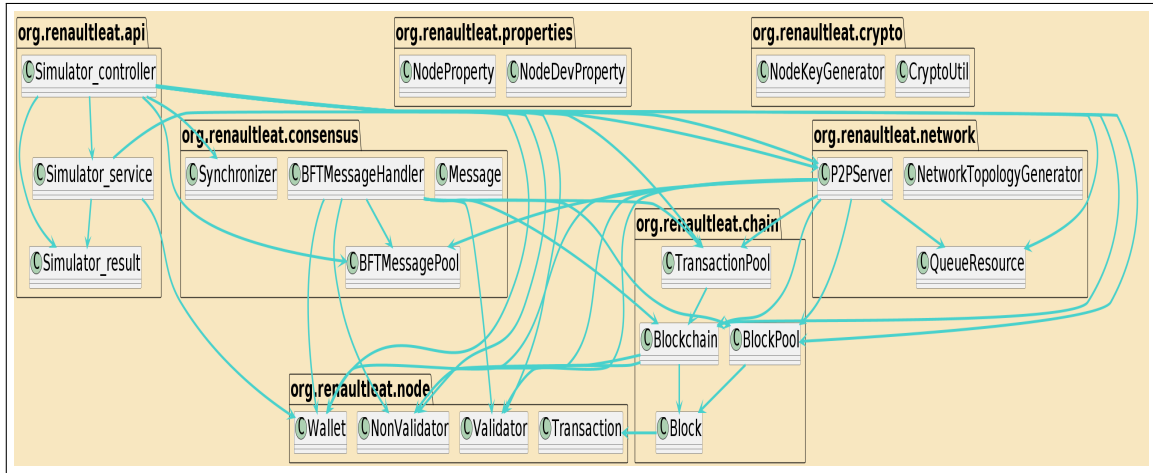 org.renaultleat.api
org.renaultleat.properties
org.renaultleat.crypto
C Simulator_controller
C NodeProperty
C NodeDevProperty
C NodeKeyGenerator
C CryptoUtil
org.renaultleat.consensus
org.renaultleat.network
C Simulator_service
C Synchronizer
C BFTMessageHandler
C Message
C P2PServer
C NetworkTopologyGenerator
org.renaultleat.chain
C Simulator_result
C BFTMessagePool
C TransactionPool
C QueueResource
C Blockchain
C BlockPool
org.renaultleat.node
C Wallet
C NonValidator
C Validator
C Transaction
C Block